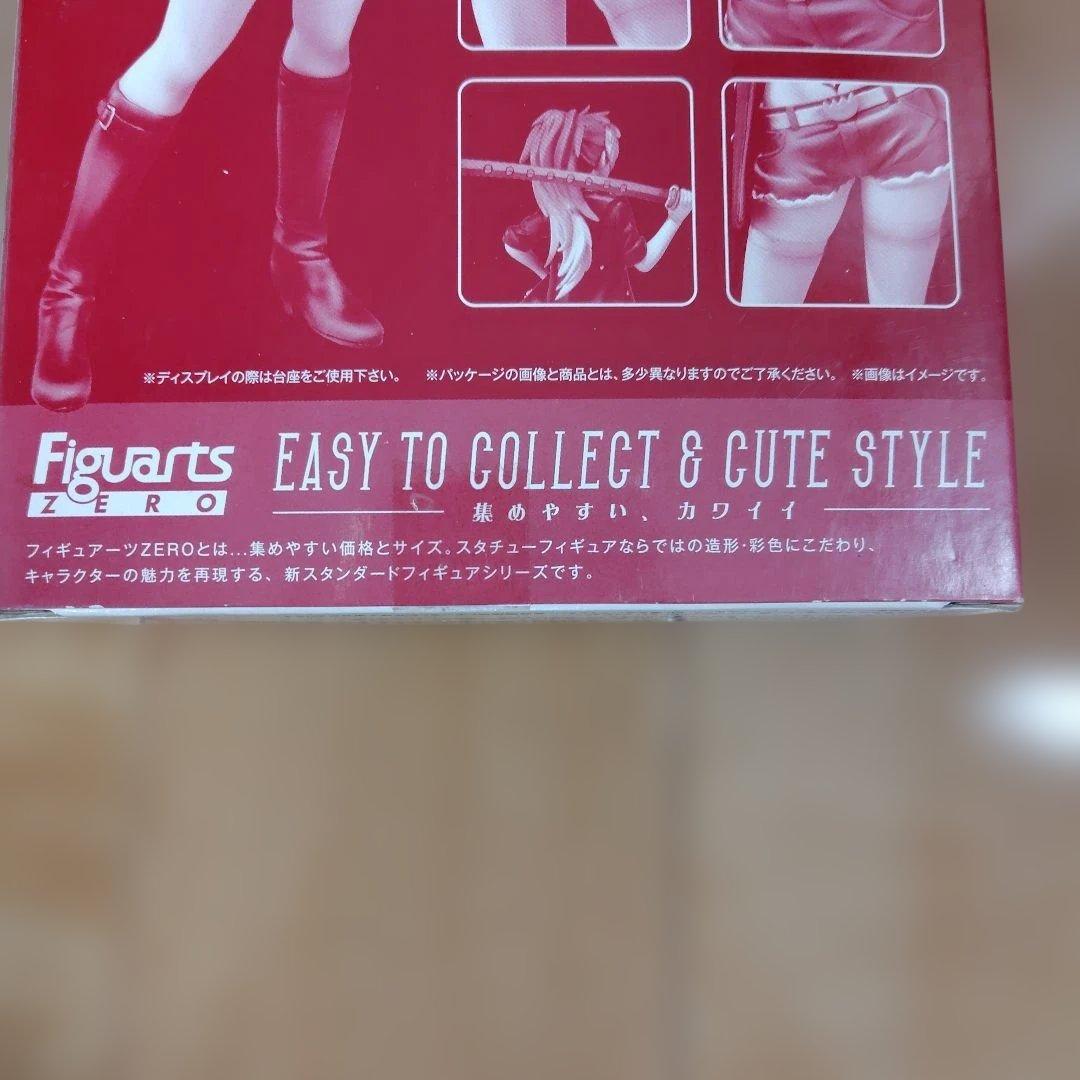 ※ディスプレイの際は台座をご使用下さい。 ※パッケージの画像と商品とは、多少異なりますのでご了承ください。 ※画像はイメージです。
Figuarts
ZERO
EASY TO COLLECT & CUTE STYLE
集めやすい、カワイイ
フィギュアーツZEROとは...集めやすい価格とサイズ。スタチューフィギュアならではの造形・彩色にこだわり、
キャラクターの魅力を再現する、新スタンダードフィギュアシリーズです。